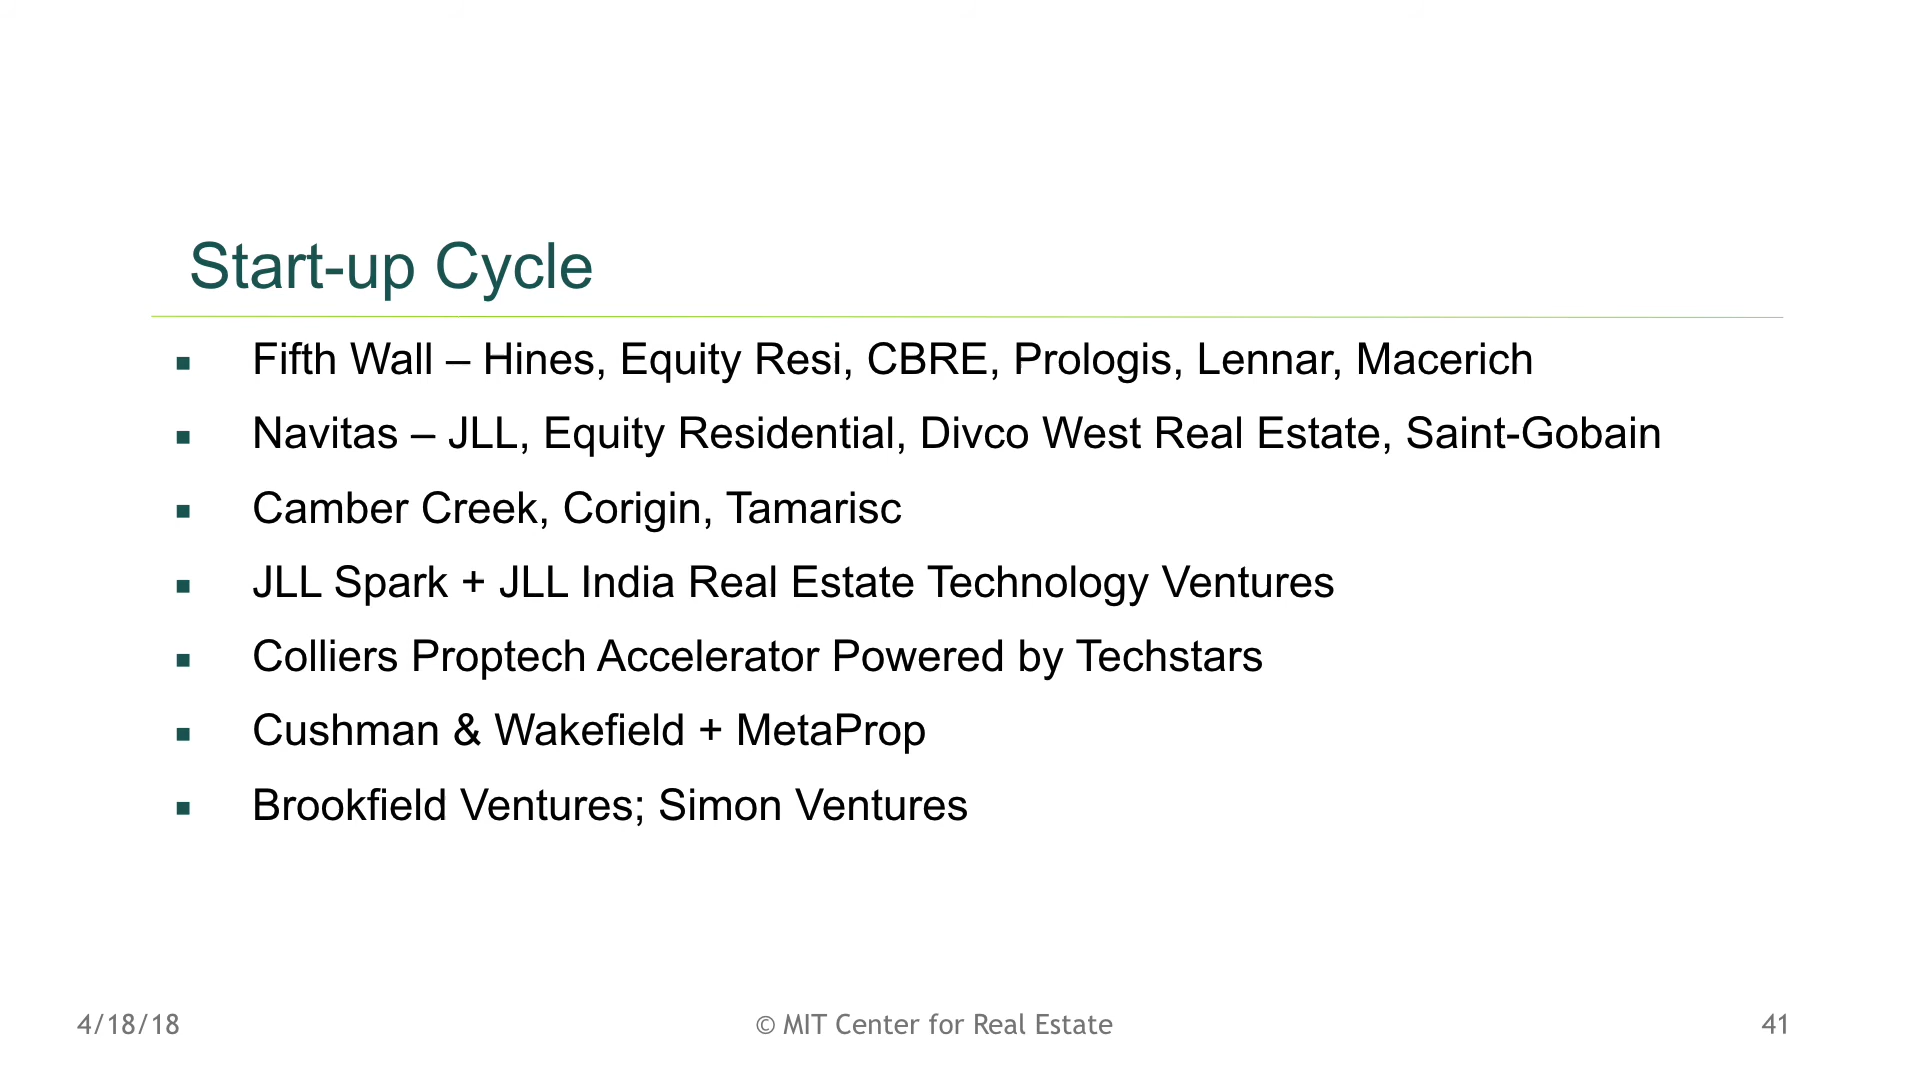 Start-up Cycle
▪ Fifth Wall – Hines, Equity Resi, CBRE, Prologis, Lennar, Macerich
▪ Navitas – JLL, Equity Residential, Divco West Real Estate, Saint-Gobain
▪ Camber Creek, Corigin, Tamarisc
▪ JLL Spark + JLL India Real Estate Technology Ventures
▪ Colliers Proptech Accelerator Powered by Techstars
▪ Cushman & Wakefield + MetaProp
▪ Brookfield Ventures; Simon Ventures
4/18/18 © MIT Center for Real Estate 41